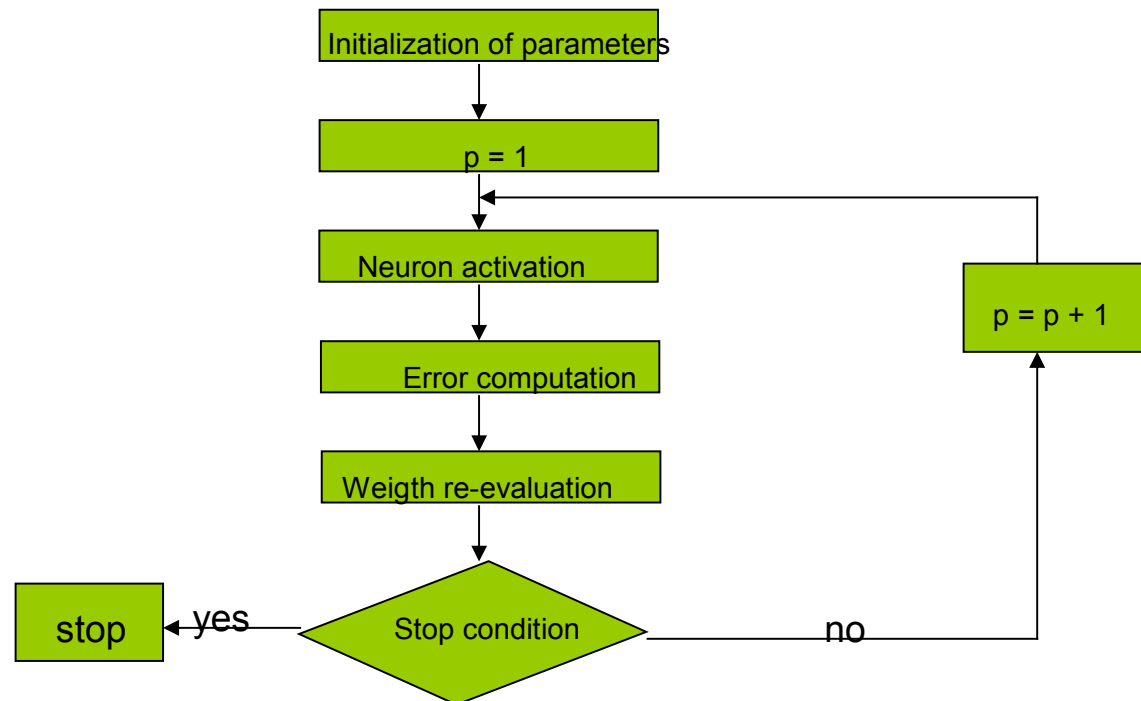 Initialization of parameters
p = 1
Neuron activation
p = p + 1
Error computation
Weigth re-evaluation
stop
yes
Stop condition
no